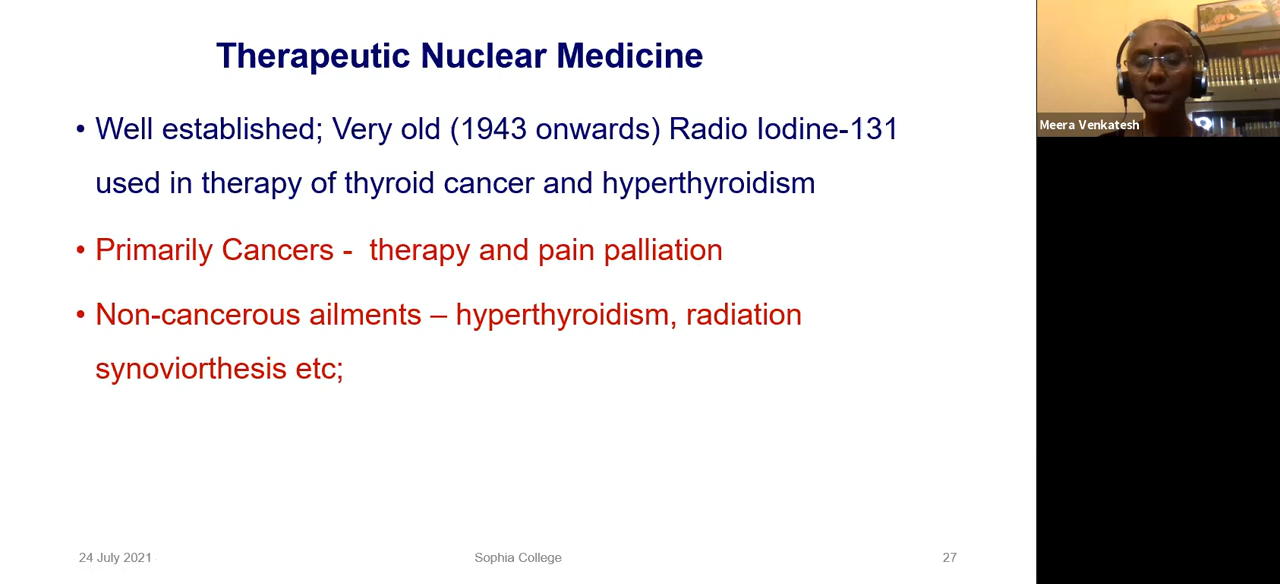 Therapeutic Nuclear Medicine
• Well established; Very old (1943 onwards) Radio Iodine-131
used in therapy of thyroid cancer and hyperthyroidism
• Primarily Cancers - therapy and pain palliation
• Non-cancerous ailments – hyperthyroidism, radiation
synoviorthesis etc;
24 July 2021
Sophia College
27
Meera Venkatesh